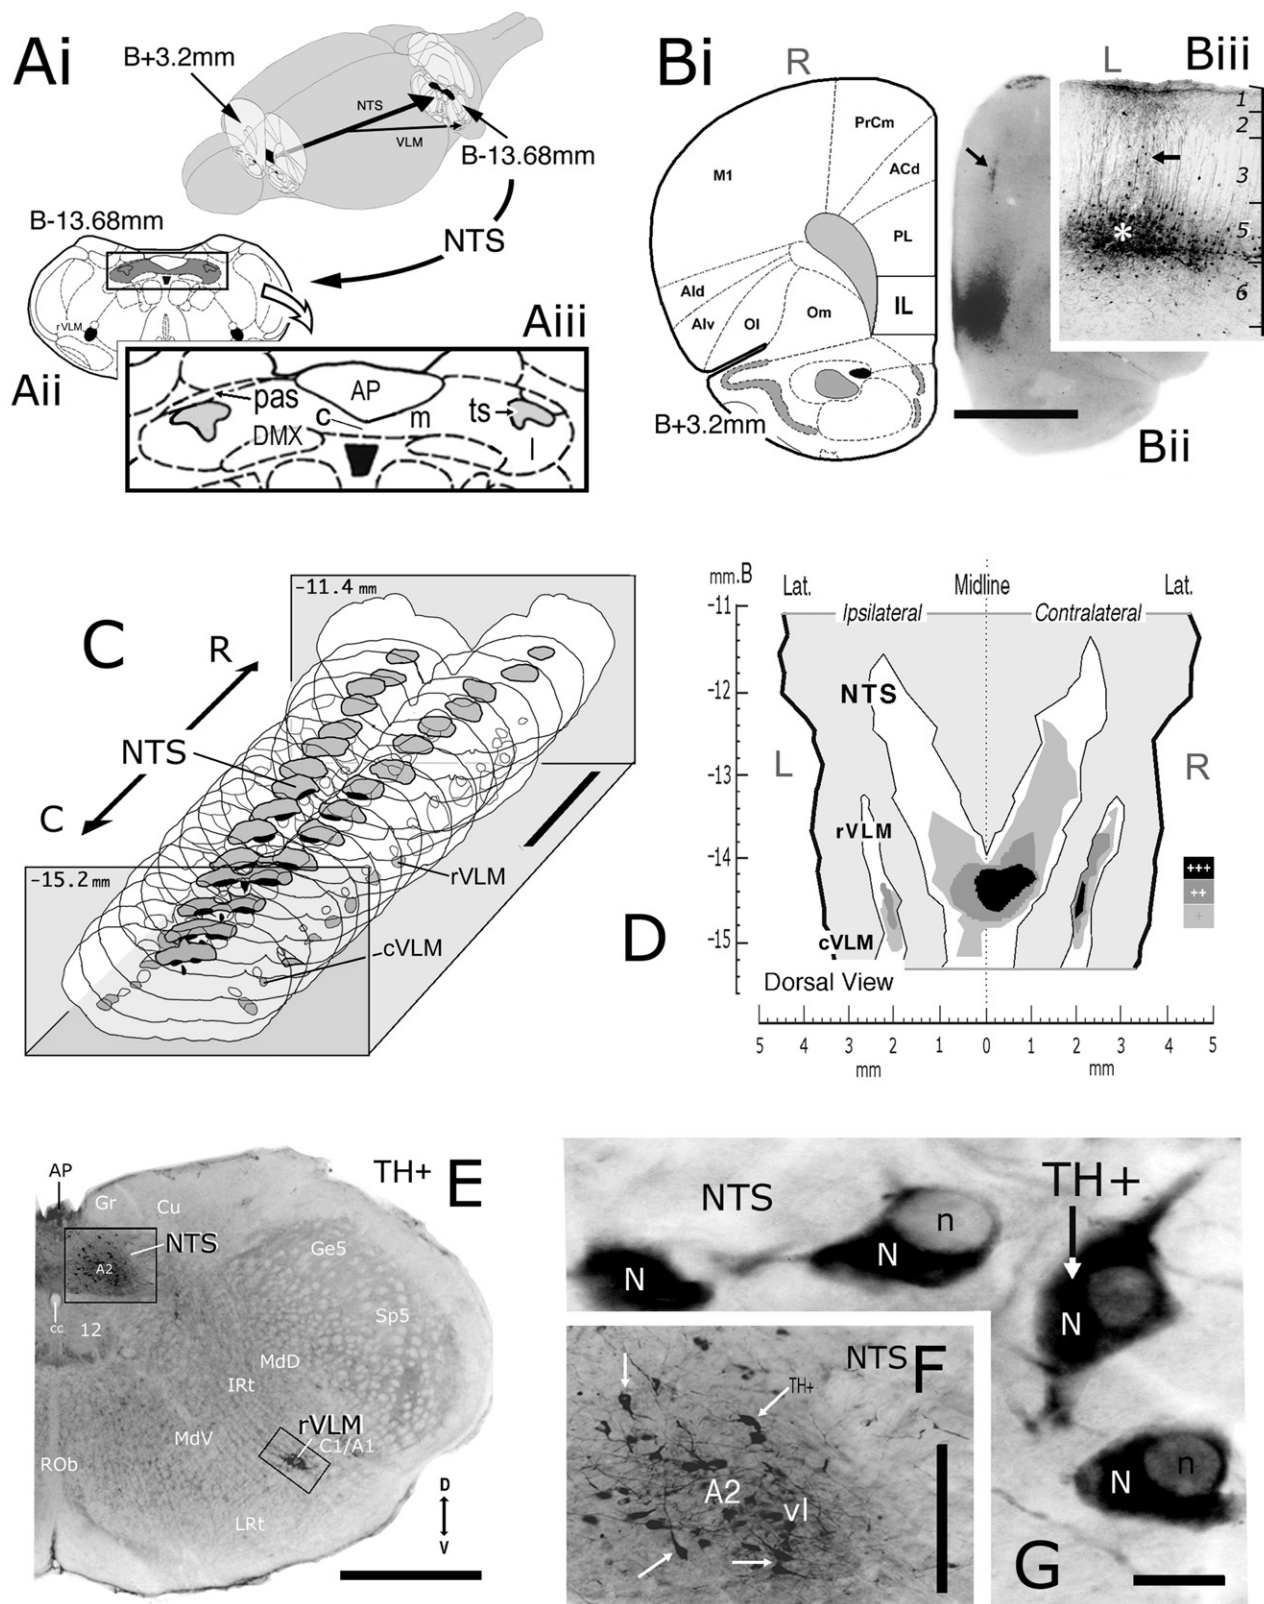 Ai
B+3.2mm
NTS
VLM
B-13.68mm
B-13.68mm
NTS
rVLM
Aii
Aiii
AP
pas
c
m
ts
DMX
l
Bi
R
L
Biii
PrCm
M1
ACd
PL
AId
AIv
OI
Om
IL
B+3.2mm
1
2
3
5
*
6
Bii
C
-11.4 mm
R
NTS
C
-15.2 mm
rVLM
cVLM
mm.B
Lat.
Midline
Lat.
-11
Ipsilateral
Contralateral
-12
NTS
-13
L
R
rVLM
-14
+++
++
+
-15
cVLM
D
Dorsal View
5 4 3 2 1 0 1 2 3 4 5
mm
mm
AP
TH+
E
Gr
Cu
NTS
A2
Ge5
cc
12
Sp5
MdD
IRt
rVLM
MdV
C1/A1
ROb
LRt
D
V
NTS
n
N
N
TH+
N
NTS
F
TH+
A2
vl
N
n
G